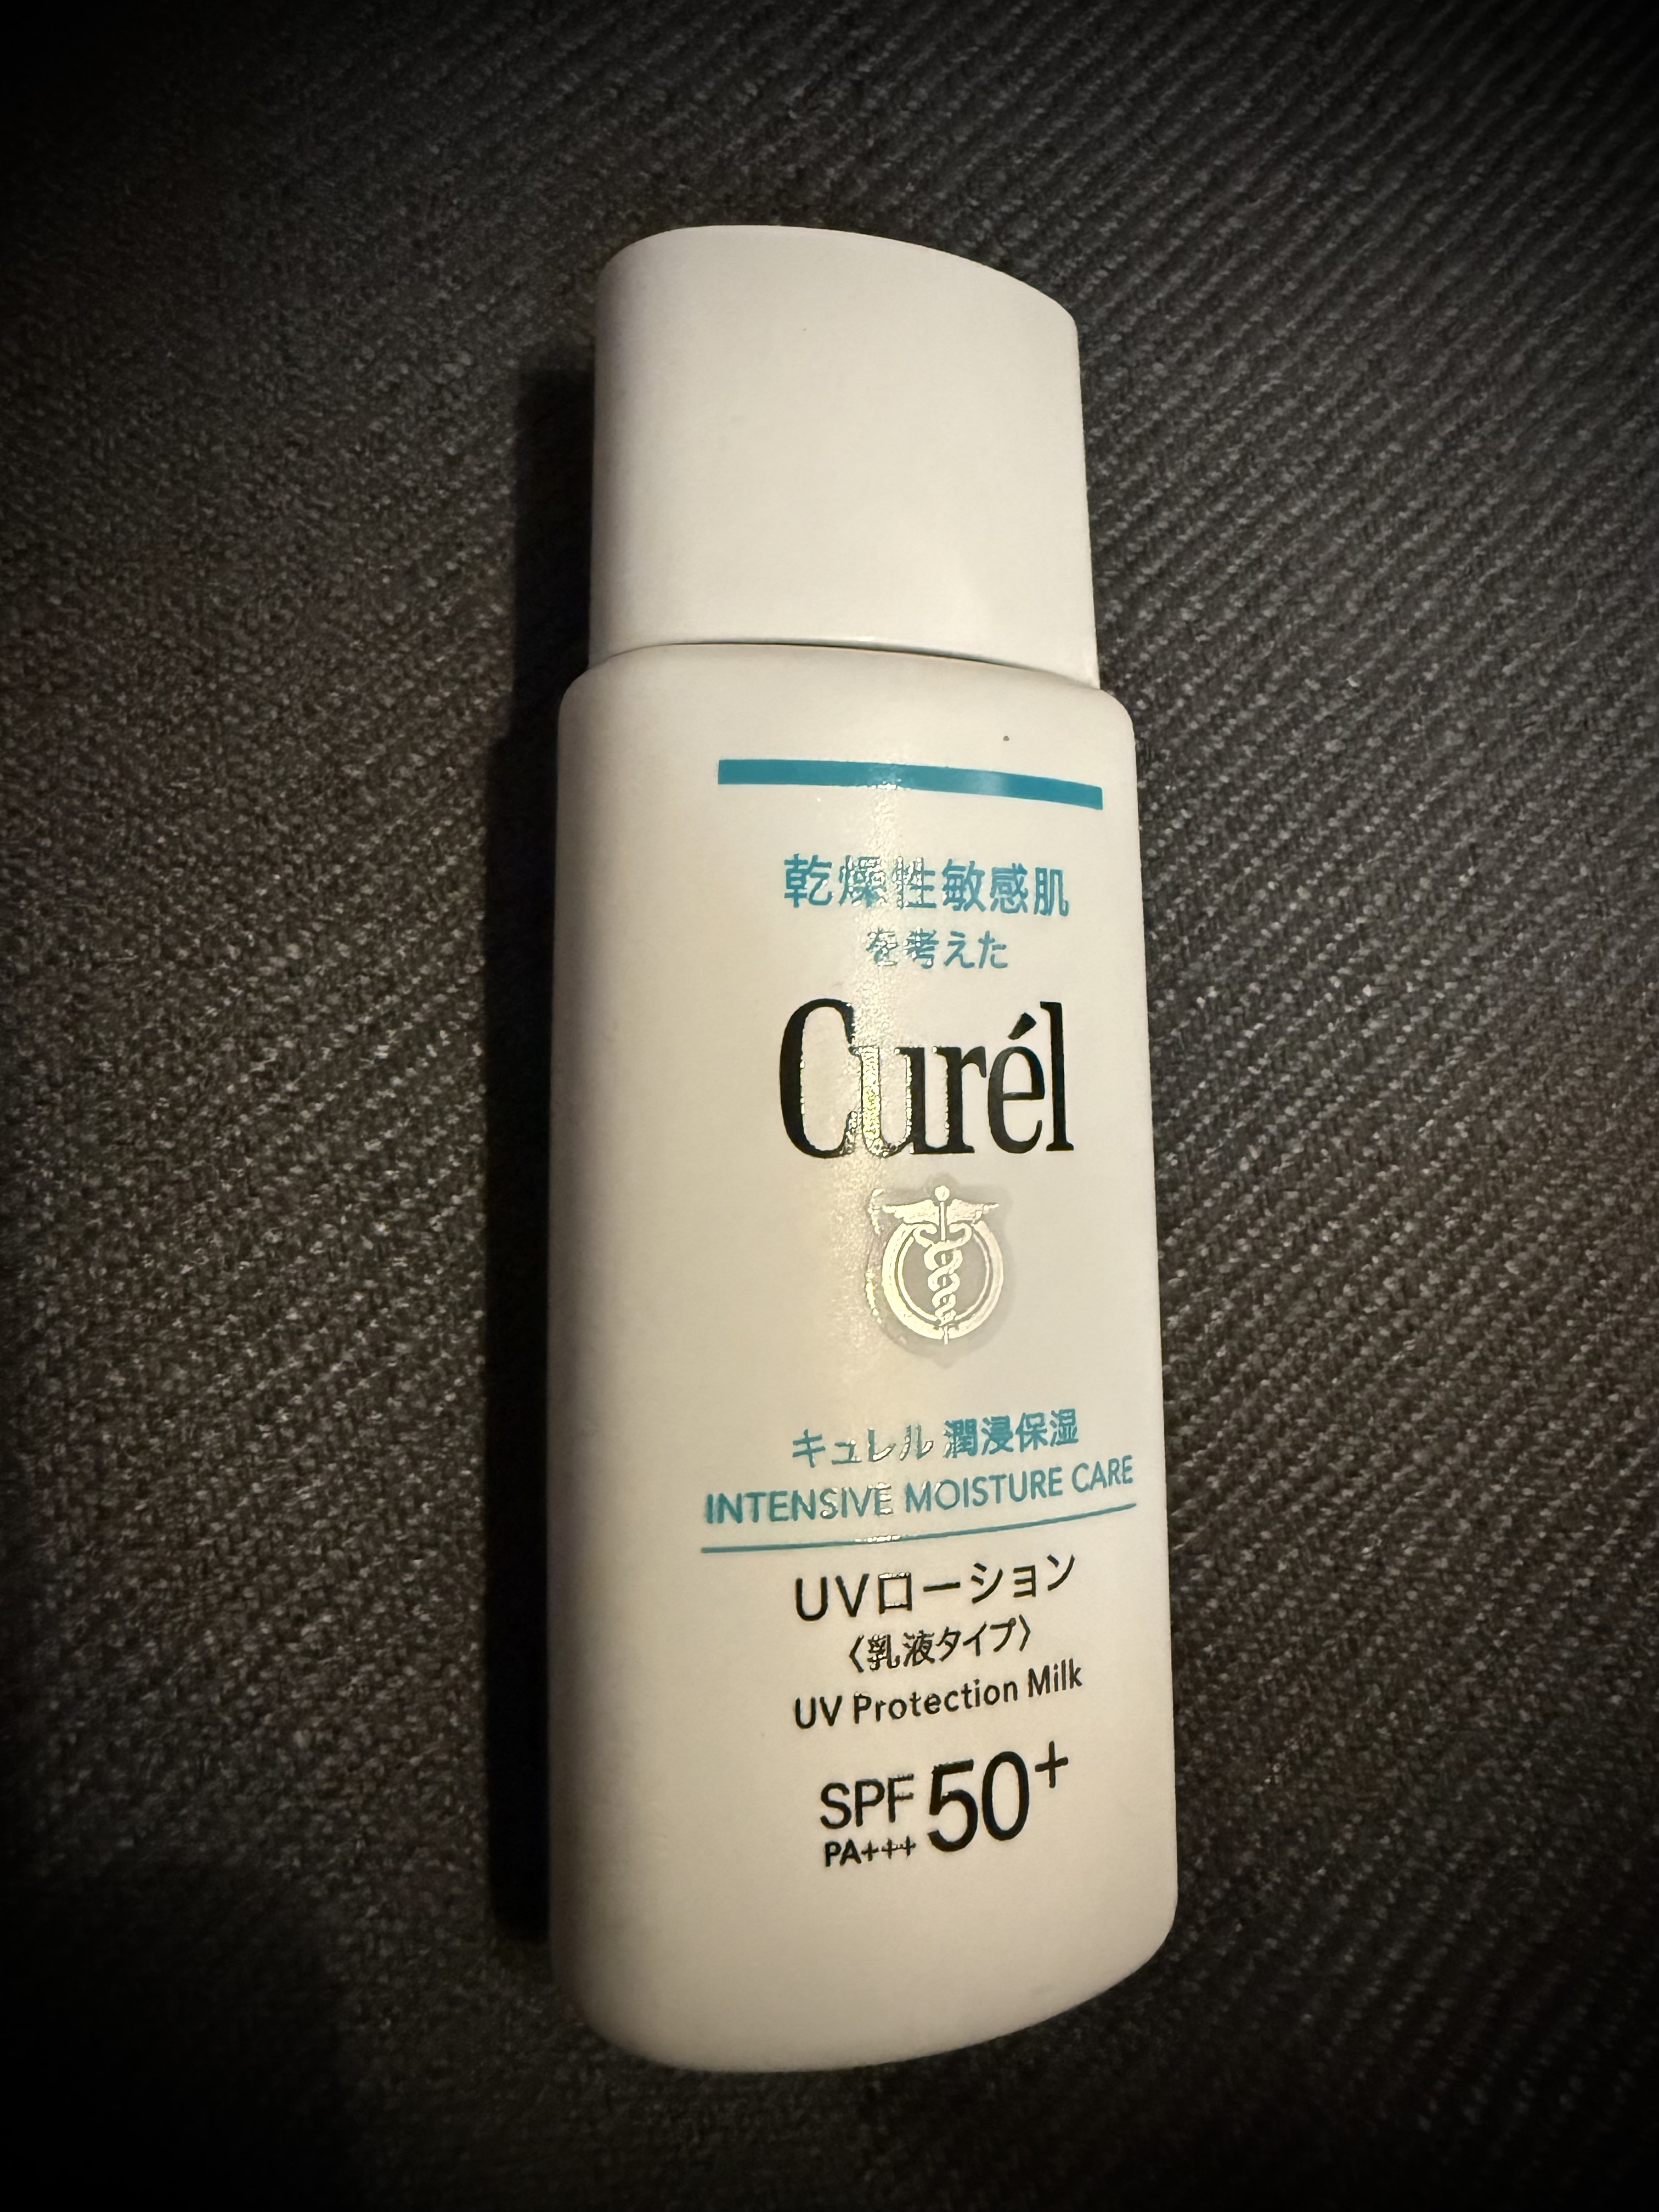 乾燥性敏感肌
を考えた
Curél
キュレル 潤浸保湿
INTENSIVE MOISTURE CARE
UVローション
〈乳液タイプ〉
UV Protection Milk
SPF 50+
PA+++